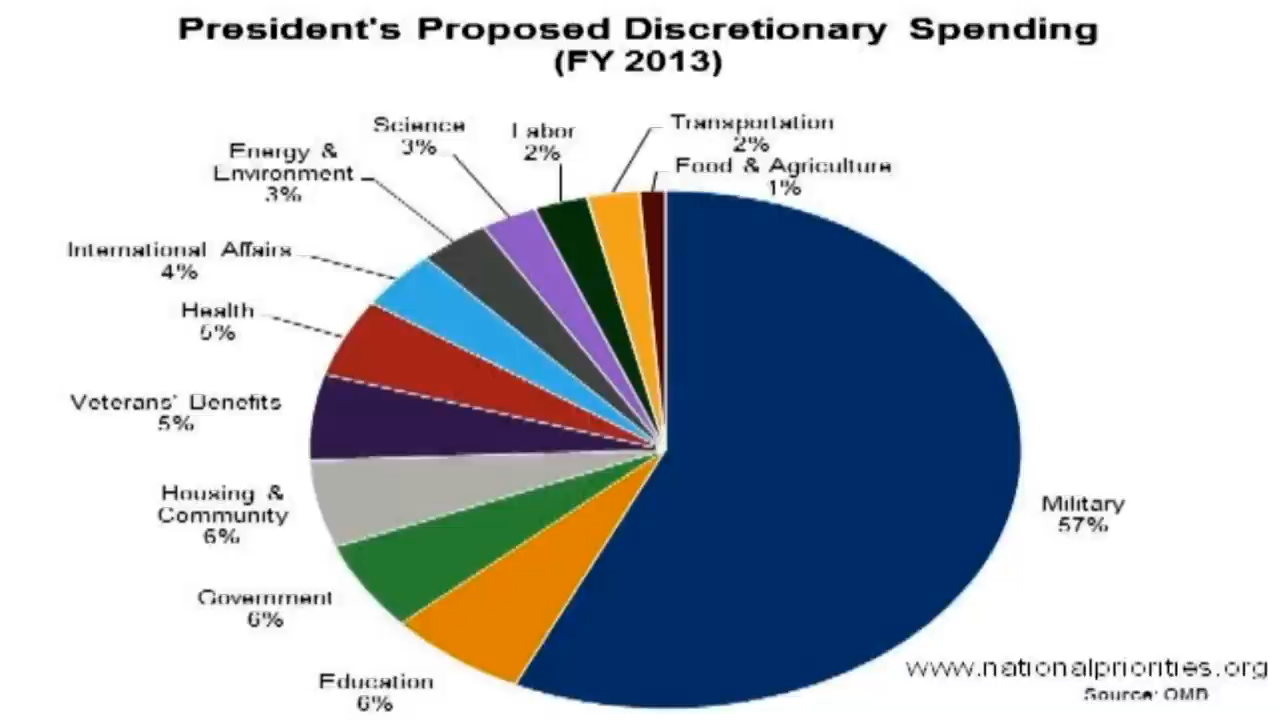 President's Proposed Discretionary Spending
(FY 2013)
Science
3%
Labor
2%
Transportation
2%
Food & Agriculture
1%
Energy &
Environment
3%
International Affairs
4%
Health
5%
Veterans' Benefits
5%
Housing &
Community
6%
Government
6%
Education
6%
Military
57%
www.nationalpriorities.org
Source: OMB